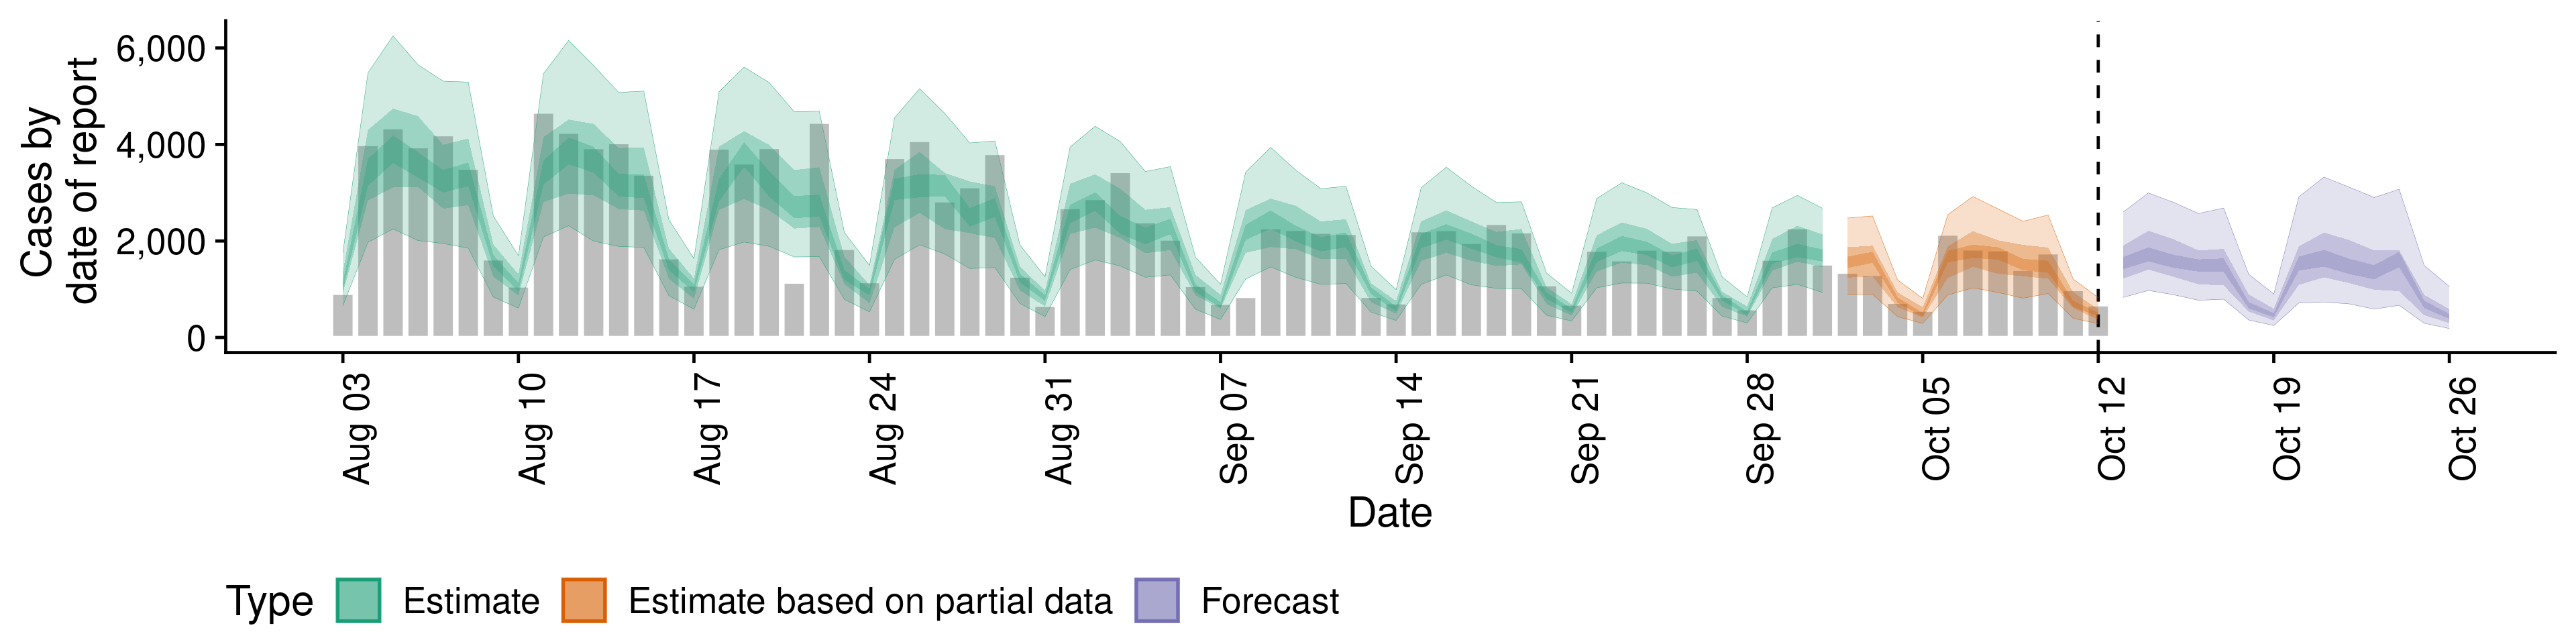 Cases by
date of report
6,000
4,000
2,000
0
Aug 03
Aug 10
Aug 17
Aug 24
Aug 31
Sep 07
Sep 14
Sep 21
Sep 28
Oct 05
Oct 12
Oct 19
Oct 26
Date
Type Estimate Estimate based on partial data Forecast